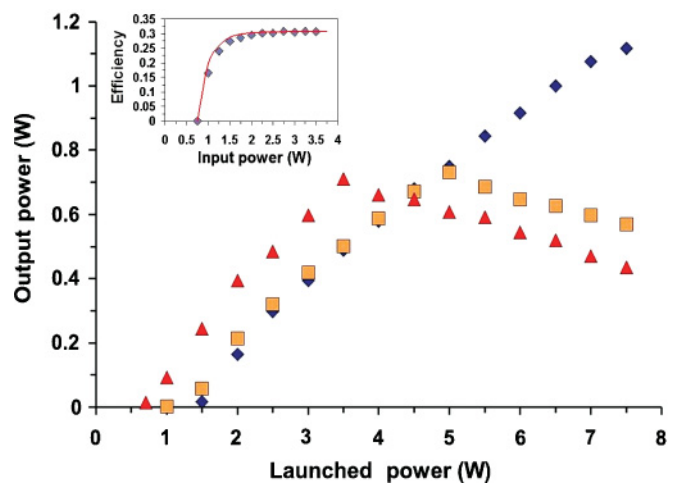 1.2
1
0.8
0.6
0.4
0.2
0
Output power (W)
0 1 2 3 4 5 6 7 8
Launched power (W)
0.35
0.3
0.25
0.2
0.15
0.1
0.05
0
Efficiency
0 0.5 1 1.5 2 2.5 3 3.5 4
Input power (W)